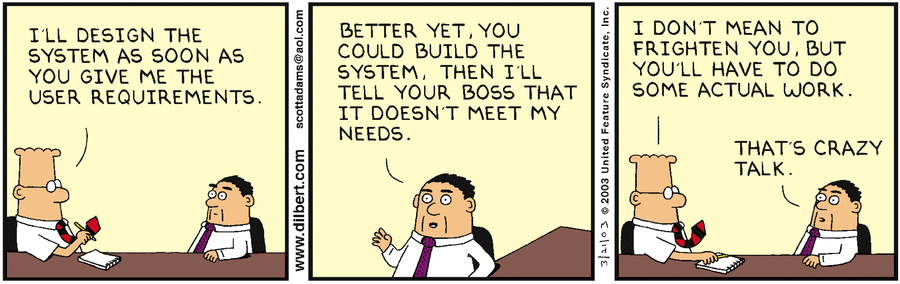 I'LL DESIGN THE
SYSTEM AS SOON AS
YOU GIVE ME THE
USER REQUIREMENTS.
www.dilbert.com scottadams@aol.com
BETTER YET, YOU
COULD BUILD THE
SYSTEM, THEN I'LL
TELL YOUR BOSS THAT
IT DOESN'T MEET MY
NEEDS.
3/21/03 © 2003 United Feature Syndicate, Inc.
I DON'T MEAN TO
FRIGHTEN YOU, BUT
YOU'LL HAVE TO DO
SOME ACTUAL WORK.
THAT'S CRAZY
TALK.